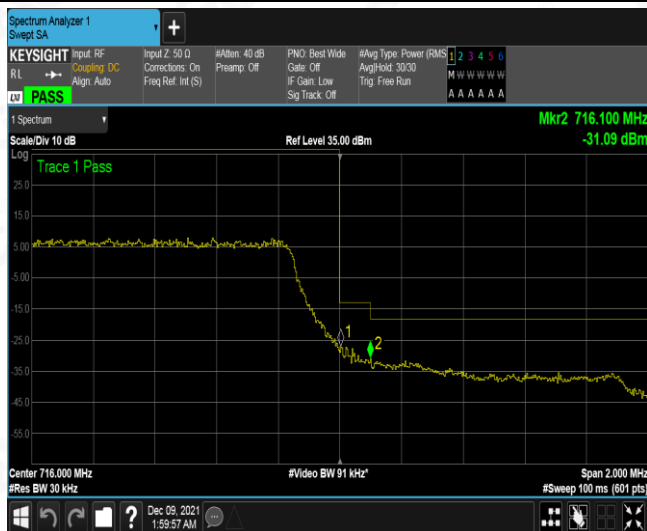 Spectrum Analyzer 1
Swept SA
+
KEYSIGHT Input: RF
RL Coupling: DC
Align: Auto
LXI PASS
Input Z: 50 Ω
Corrections: On
Freq Ref: Int (S)
#Atten: 40 dB
Preamp: Off
PNO: Best Wide
Gate: Off
IF Gain: Low
Sig Track: Off
#Avg Type: Power (RMS
Avg|Hold: 30/30
Trig: Free Run
1 2 3 4 5 6
M W W W W W
A A A A A A
1 Spectrum
Mkr2 716.100 MHz
Scale/Div 10 dB
Ref Level 35.00 dBm
-31.09 dBm
Log
Trace 1 Pass
25.0
15.0
5.00
-5.00
-15.0
-25.0
-35.0
-45.0
-55.0
1
2
Center 716.000 MHz
#Video BW 91 kHz*
Span 2.000 MHz
#Res BW 30 kHz
#Sweep 100 ms (601 pts)
?
Dec 09, 2021
1:59:57 AM